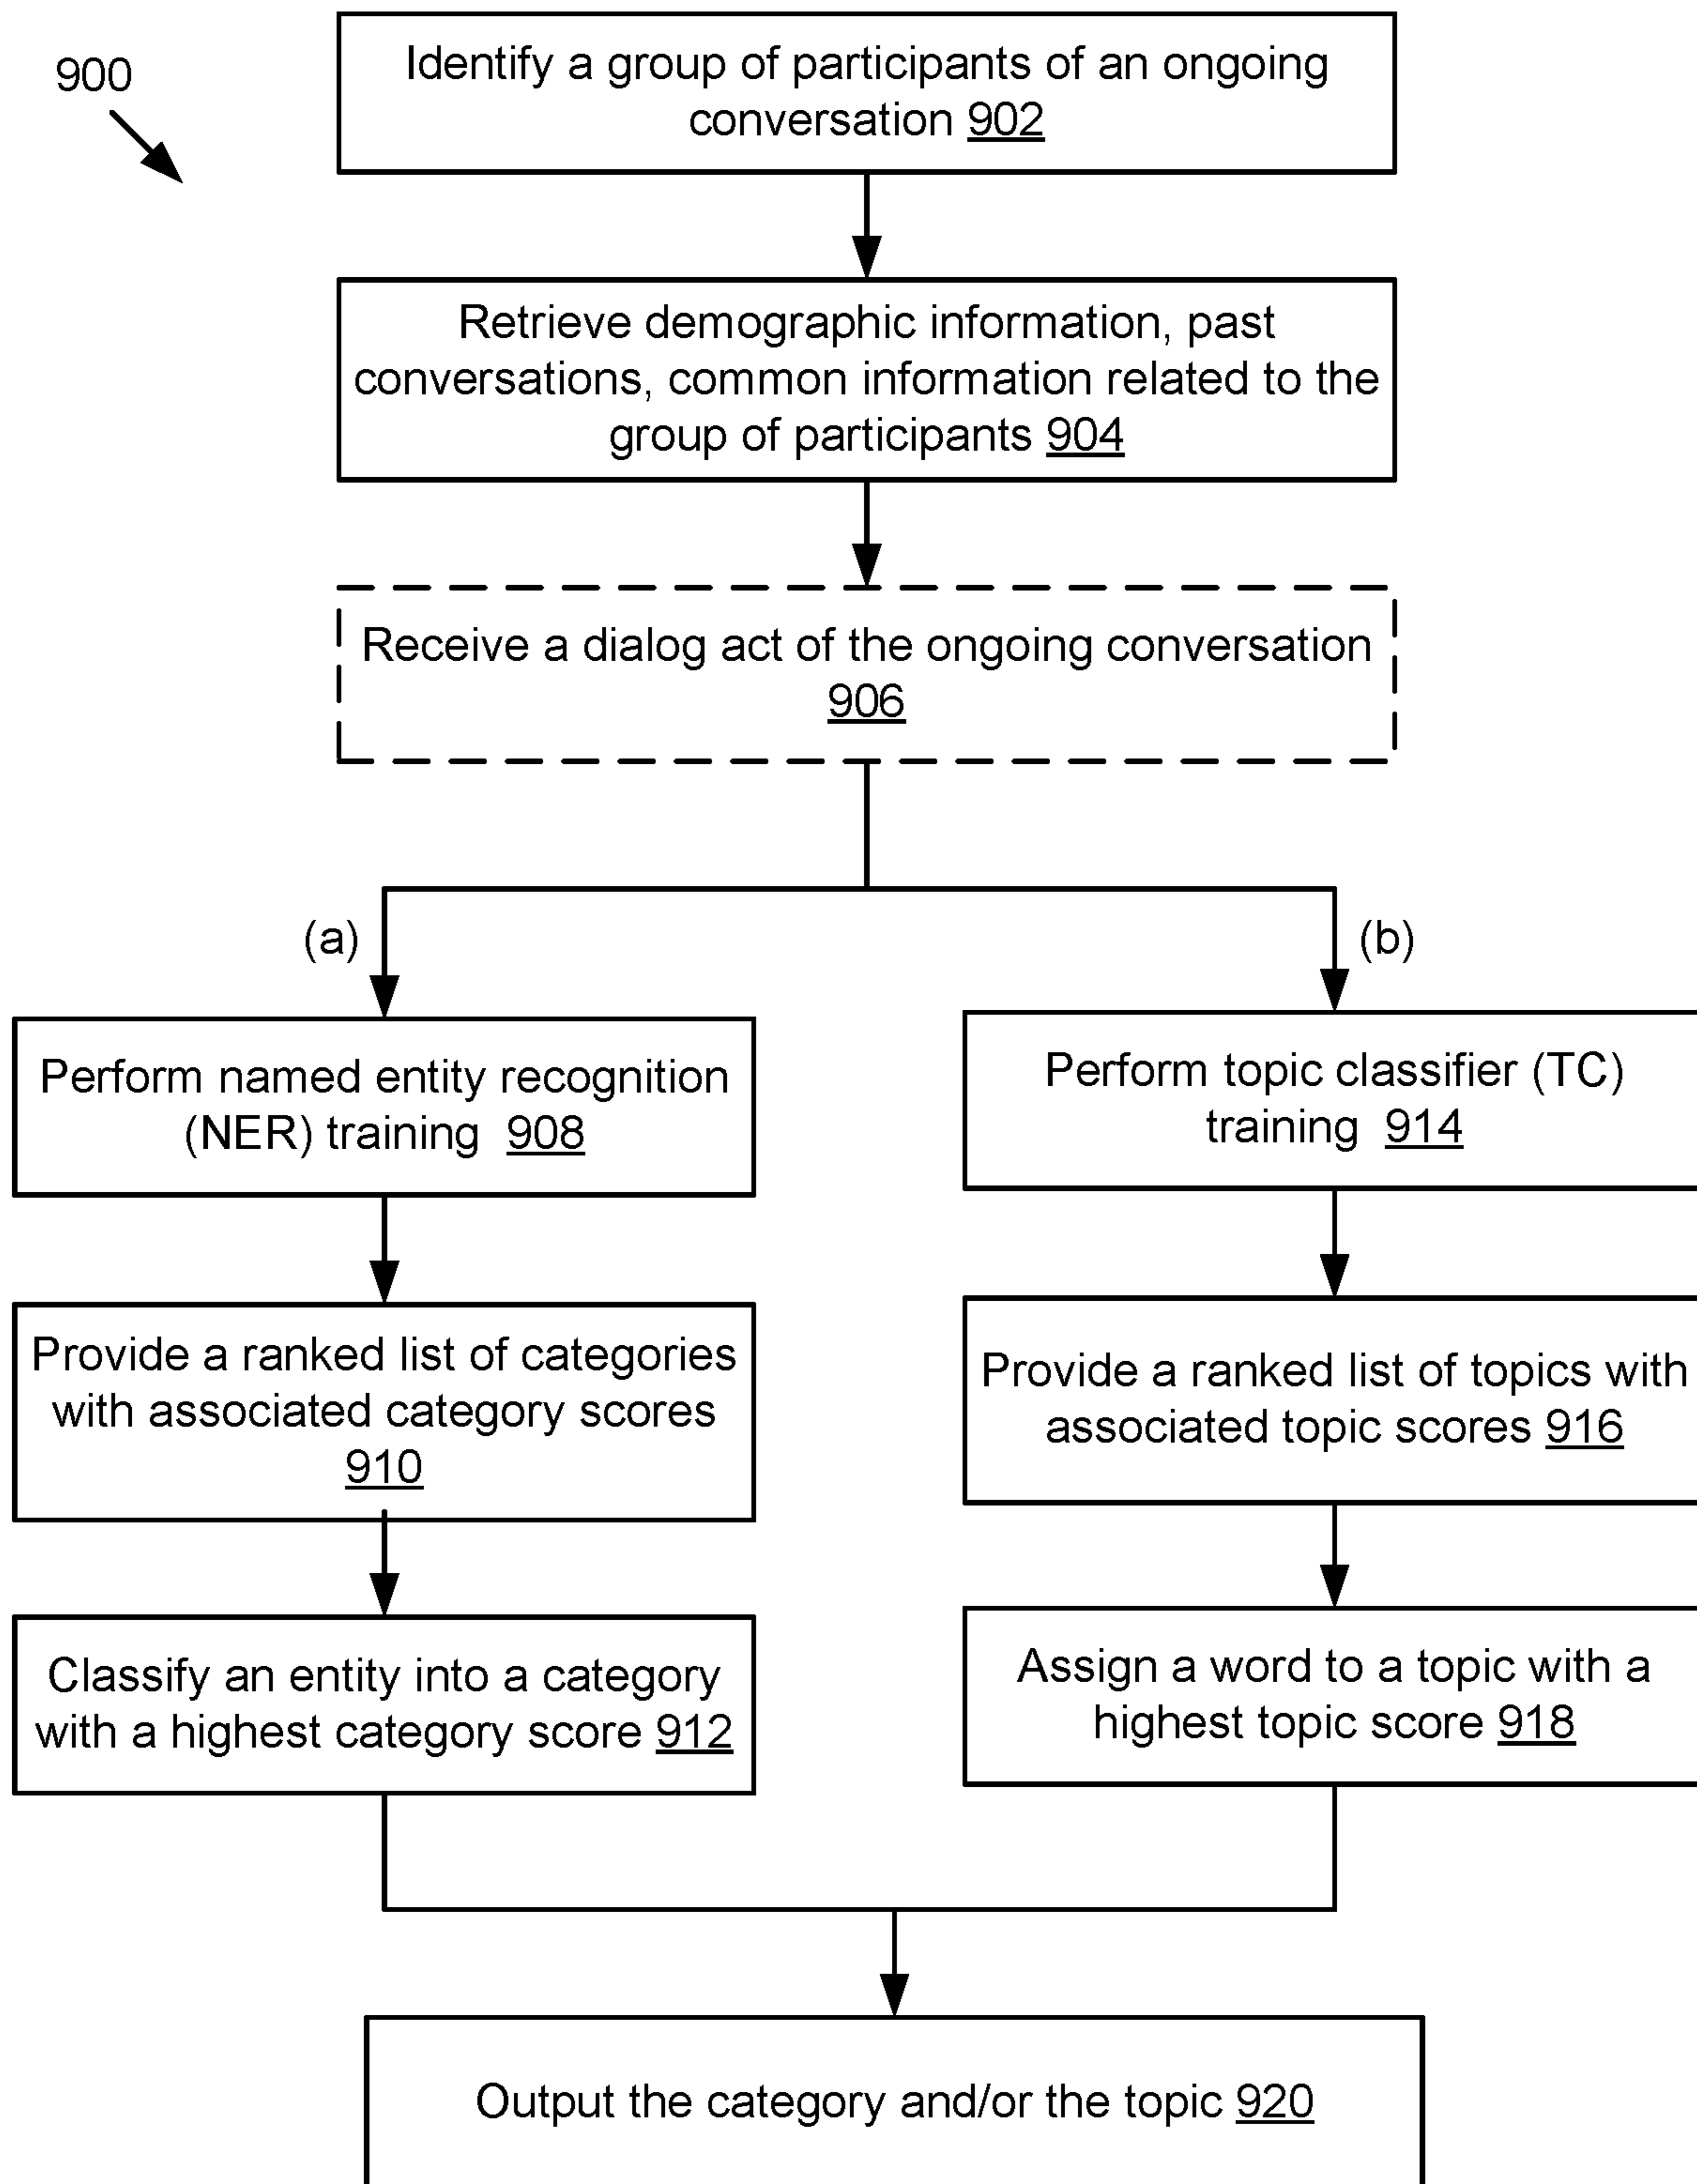 900
Identify a group of participants of an ongoing
conversation 902
Retrieve demographic information, past
conversations, common information related to the
group of participants 904
Receive a dialog act of the ongoing conversation
906
(a)
(b)
Perform named entity recognition
(NER) training 908
Perform topic classifier (TC)
training 914
Provide a ranked list of categories
with associated category scores
910
Provide a ranked list of topics with
associated topic scores 916
Classify an entity into a category
with a highest category score 912
Assign a word to a topic with a
highest topic score 918
Output the category and/or the topic 920